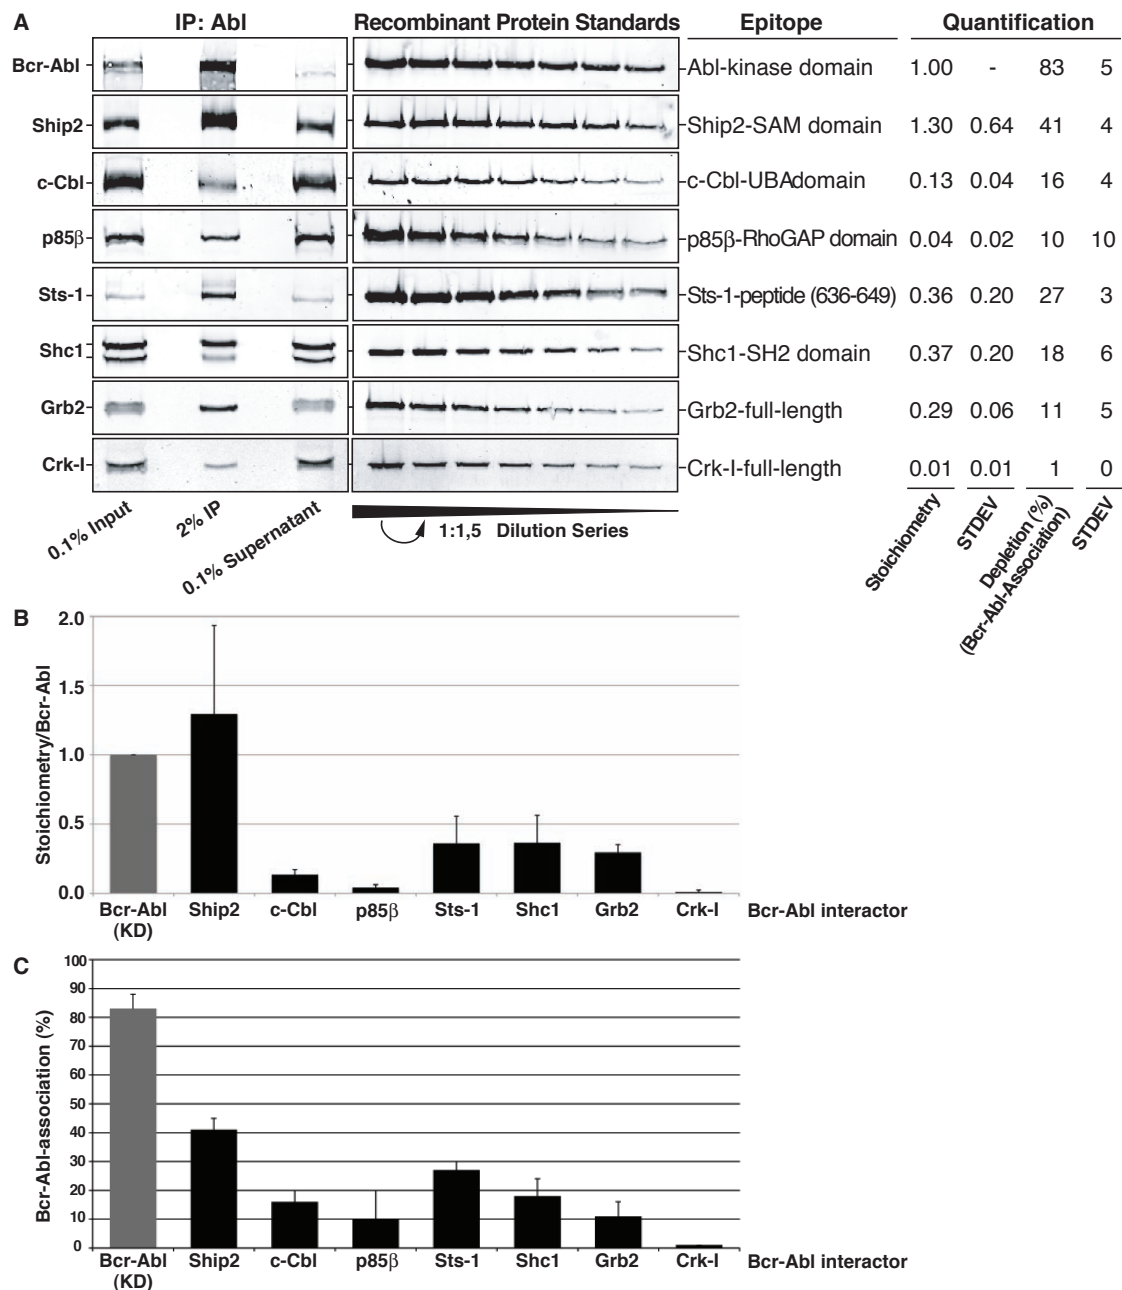 A IP: Abl Recombinant Protein Standards Epitope Quantification
Bcr-Abl Abl-kinase domain 1.00 - 83 5
Ship2 Ship2-SAM domain 1.30 0.64 41 4
c-Cbl c-Cbl-UBAdomain 0.13 0.04 16 4
p85β p85β-RhoGAP domain 0.04 0.02 10 10
Sts-1 Sts-1-peptide (636-649) 0.36 0.20 27 3
Shc1 Shc1-SH2 domain 0.37 0.20 18 6
Grb2 Grb2-full-length 0.29 0.06 11 5
Crk-I Crk-I-full-length 0.01 0.01 1 0
0.1% Input 2% IP 0.1% Supernatant 1:1,5 Dilution Series Stoichiometry STDEV Depletion (%) STDEV
(Bcr-Abl-Association)
B
Stoichiometry/Bcr-Abl
2.0
1.5
1.0
0.5
0.0
Bcr-Abl Ship2 c-Cbl p85β Sts-1 Shc1 Grb2 Crk-I Bcr-Abl interactor
(KD)
C
Bcr-Abl-association (%)
100
90
80
70
60
50
40
30
20
10
0
Bcr-Abl Ship2 c-Cbl p85β Sts-1 Shc1 Grb2 Crk-I Bcr-Abl interactor
(KD)